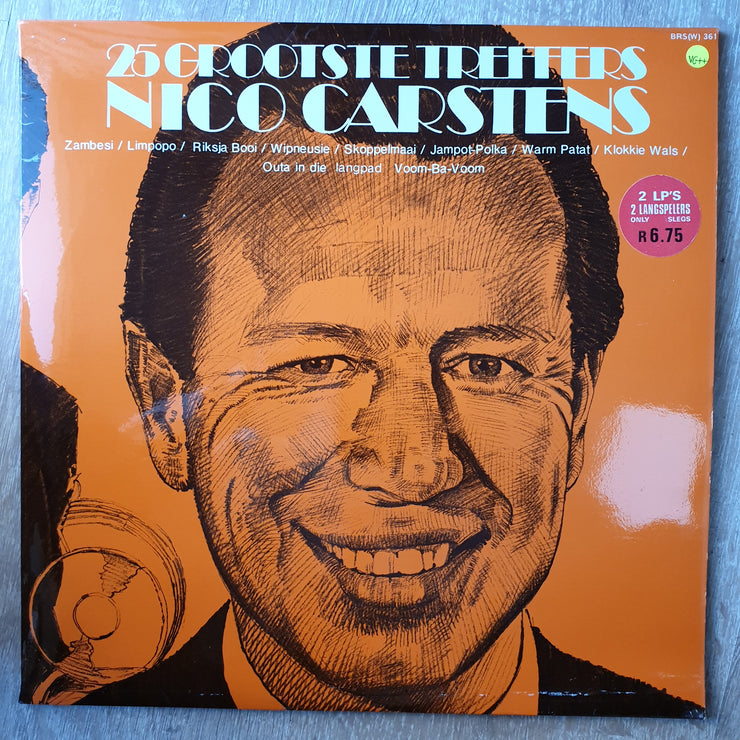 BRS(W) 361
VG++
25 GROOTSTE TREFFERS
NICO CARSTENS
Zambesi / Limpopo / Riksja Booi / Wipneusie / Skoppelmaai / Jampot-Polka / Warm Patat / Klokkie Wals /
Outa in die langpad Voom-Ba-Voom
2 LP'S
2 LANGSPELERS
ONLY SLEGS
R 6.75